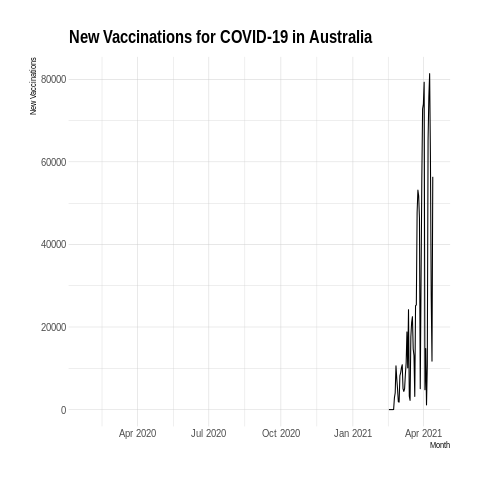 New Vaccinations for COVID-19 in Australia
New Vaccinations
80000
60000
40000
20000
0
Apr 2020 Jul 2020 Oct 2020 Jan 2021 Apr 2021
Month